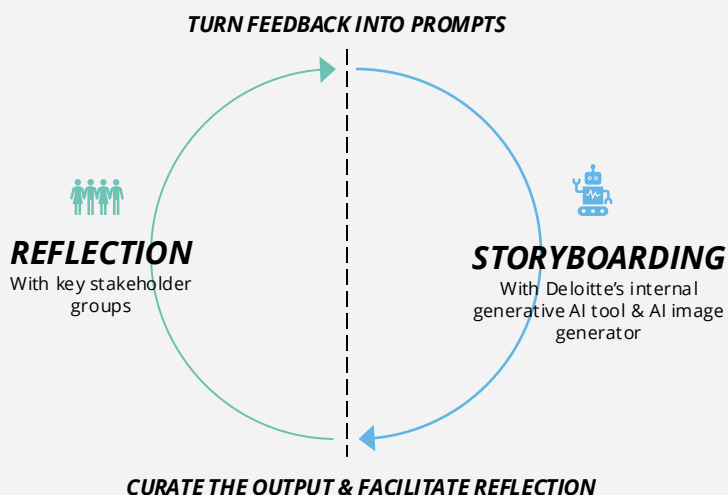 TURN FEEDBACK INTO PROMPTS
REFLECTION
With key stakeholder
groups
STORYBOARDING
With Deloitte’s internal
generative AI tool & AI image
generator
CURATE THE OUTPUT & FACILITATE REFLECTION